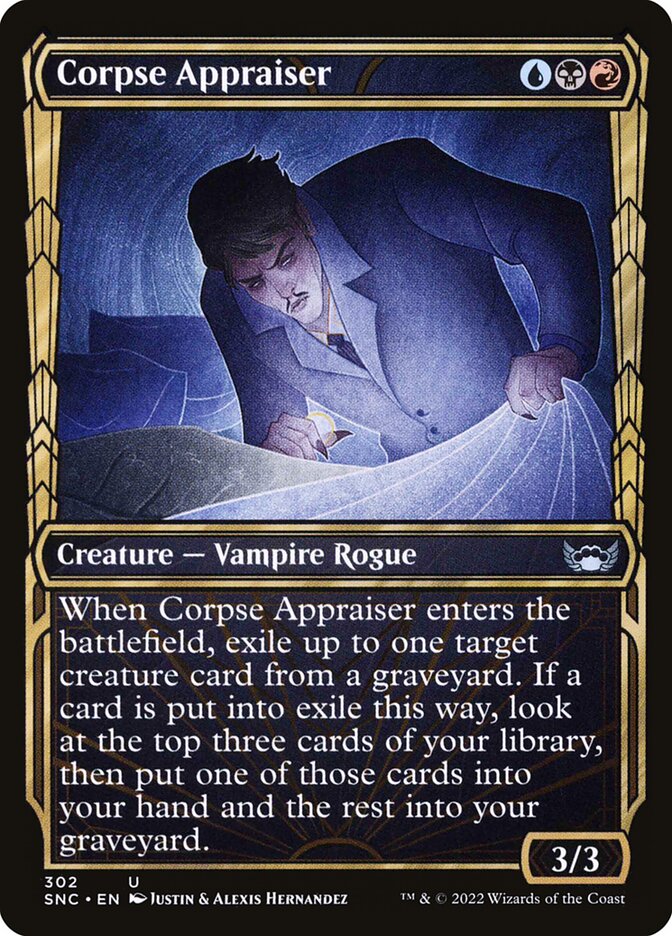 Corpse Appraiser
Creature — Vampire Rogue
When Corpse Appraiser enters the
battlefield, exile up to one target
creature card from a graveyard. If a
card is put into exile this way, look
at the top three cards of your library,
then put one of those cards into
your hand and the rest into your
graveyard.
3/3
302 U
SNC • EN Justin & Alexis Hernandez
™ & © 2022 Wizards of the Coast